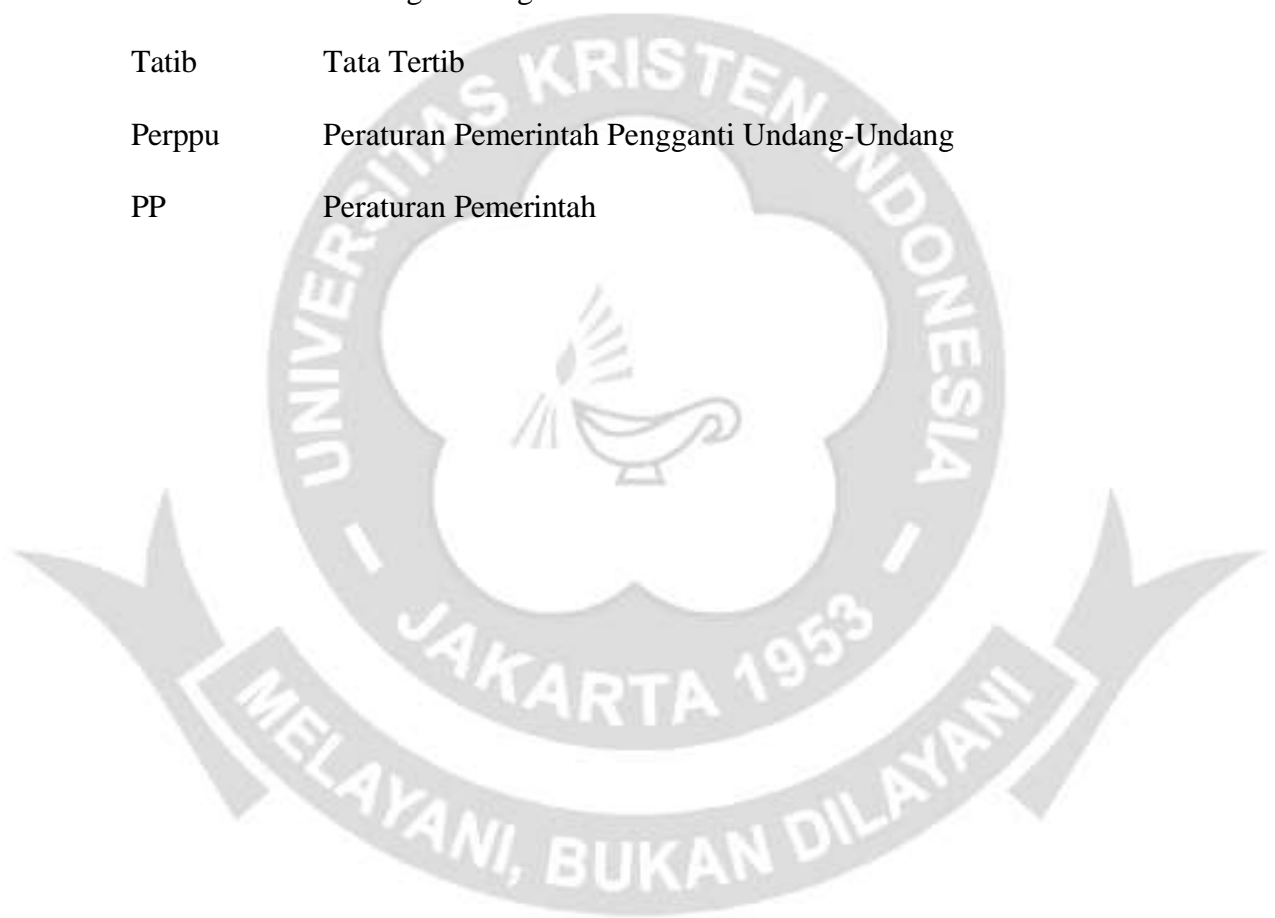 Tatib Tata Tertib
Perppu Peraturan Pemerintah Pengganti Undang-Undang
PP Peraturan Pemerintah
UNIVERSITAS KRISTEN INDONESIA
- JAKARTA 1953 -
MELAYANI, BUKAN DILAYANI